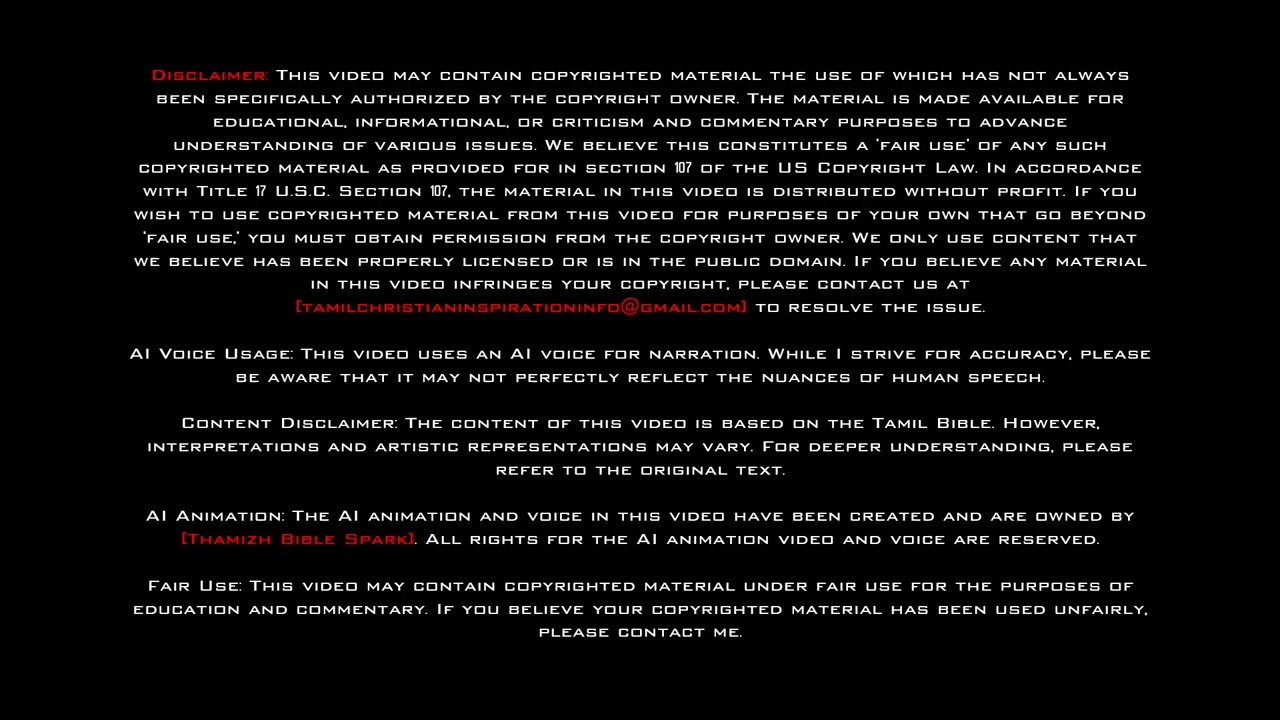 Disclaimer: This video may contain copyrighted material the use of which has not always
been specifically authorized by the copyright owner. The material is made available for
educational, informational, or criticism and commentary purposes to advance
understanding of various issues. We believe this constitutes a 'fair use' of any such
copyrighted material as provided for in section 107 of the US Copyright Law. In accordance
with Title 17 U.S.C. Section 107, the material in this video is distributed without profit. If you
wish to use copyrighted material from this video for purposes of your own that go beyond
'fair use,' you must obtain permission from the copyright owner. We only use content that
we believe has been properly licensed or is in the public domain. If you believe any material
in this video infringes your copyright, please contact us at
[tamilchristianinspirationinfo@gmail.com] to resolve the issue.
AI Voice Usage: This video uses an AI voice for narration. While I strive for accuracy, please
be aware that it may not perfectly reflect the nuances of human speech.
Content Disclaimer: The content of this video is based on the Tamil Bible. However,
interpretations and artistic representations may vary. For deeper understanding, please
refer to the original text.
AI Animation: The AI animation and voice in this video have been created and are owned by
[Thamizh Bible Spark]. All rights for the AI animation video and voice are reserved.
Fair Use: This video may contain copyrighted material under fair use for the purposes of
education and commentary. If you believe your copyrighted material has been used unfairly,
please contact me.